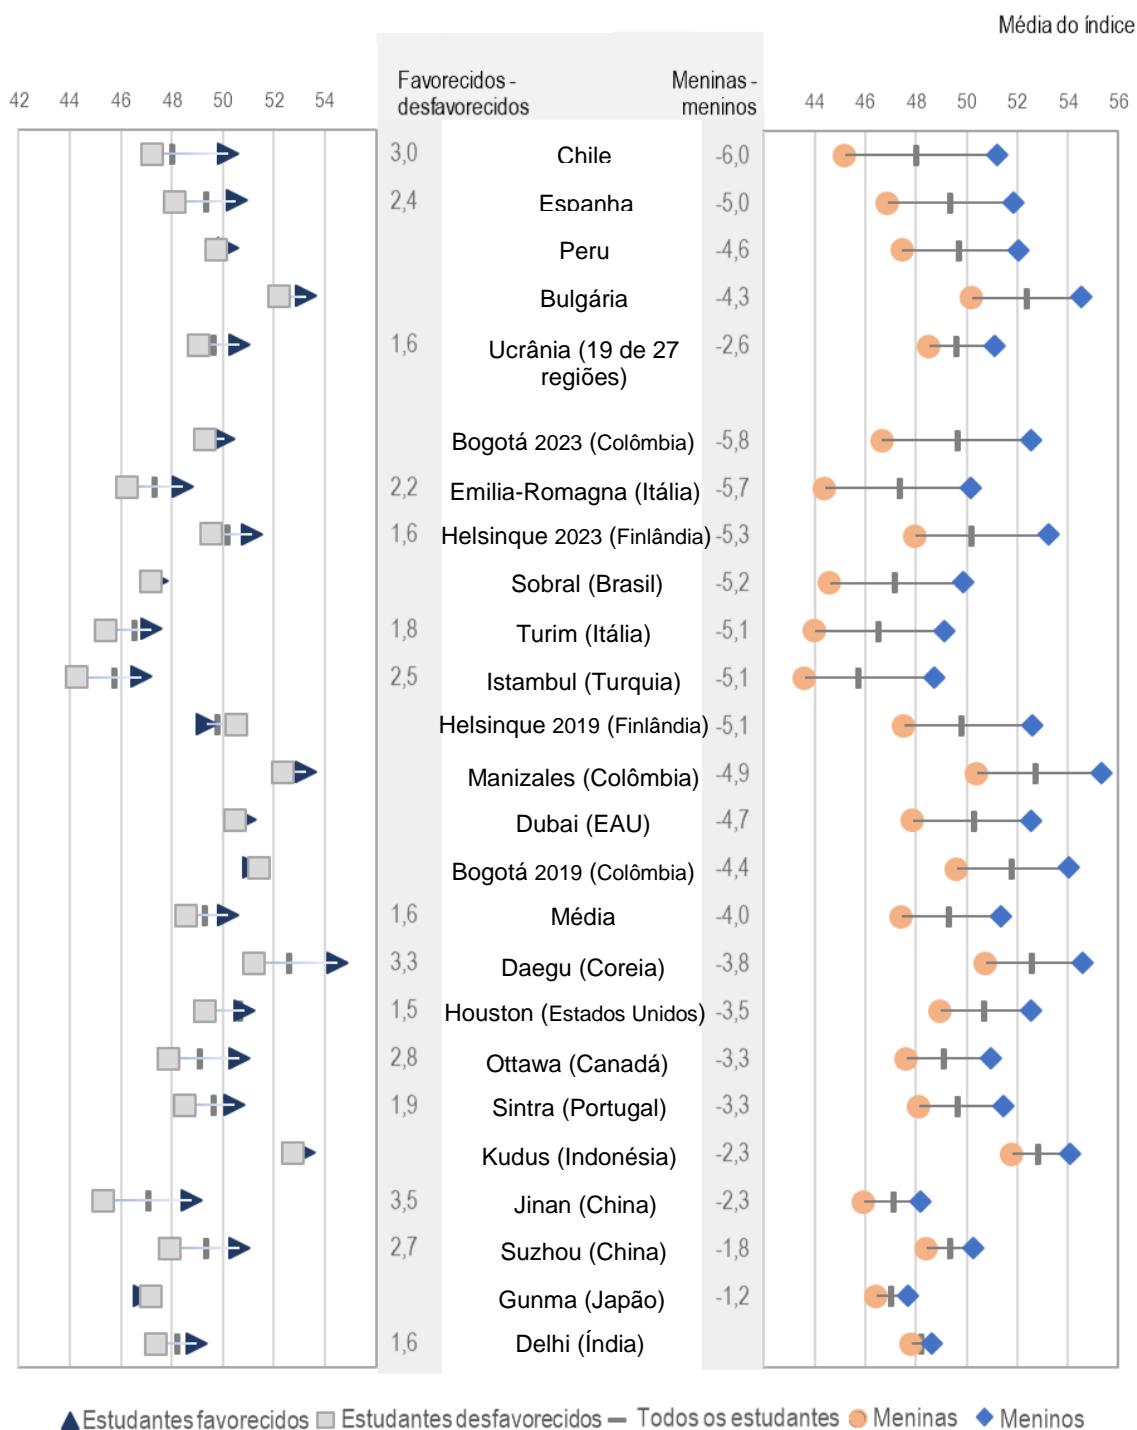 Média do índice
Favorecidos -
desfavorecidos
Meninas -
meninos
42 44 46 48 50 52 54
44 46 48 50 52 54 56
3,0 Chile -6,0
2,4 Espanha -5,0
Peru -4,6
Bulgária -4,3
1,6 Ucrânia (19 de 27 -2,6
regiões)
Bogotá 2023 (Colômbia) -5,8
2,2 Emilia-Romagna (Itália) -5,7
1,6 Helsinque 2023 (Finlândia) -5,3
Sobral (Brasil) -5,2
1,8 Turim (Itália) -5,1
2,5 Istambul (Turquia) -5,1
Helsinque 2019 (Finlândia) -5,1
Manizales (Colômbia) -4,9
Dubai (EAU) -4,7
Bogotá 2019 (Colômbia) -4,4
1,6 Média -4,0
3,3 Daegu (Coreia) -3,8
1,5 Houston (Estados Unidos) -3,5
2,8 Ottawa (Canadá) -3,3
1,9 Sintra (Portugal) -3,3
Kudus (Indonésia) -2,3
3,5 Jinan (China) -2,3
2,7 Suzhou (China) -1,8
Gunma (Japão) -1,2
1,6 Delhi (Índia)
Estudantes favorecidos Estudantes desfavorecidos Todos os estudantes Meninas Meninos